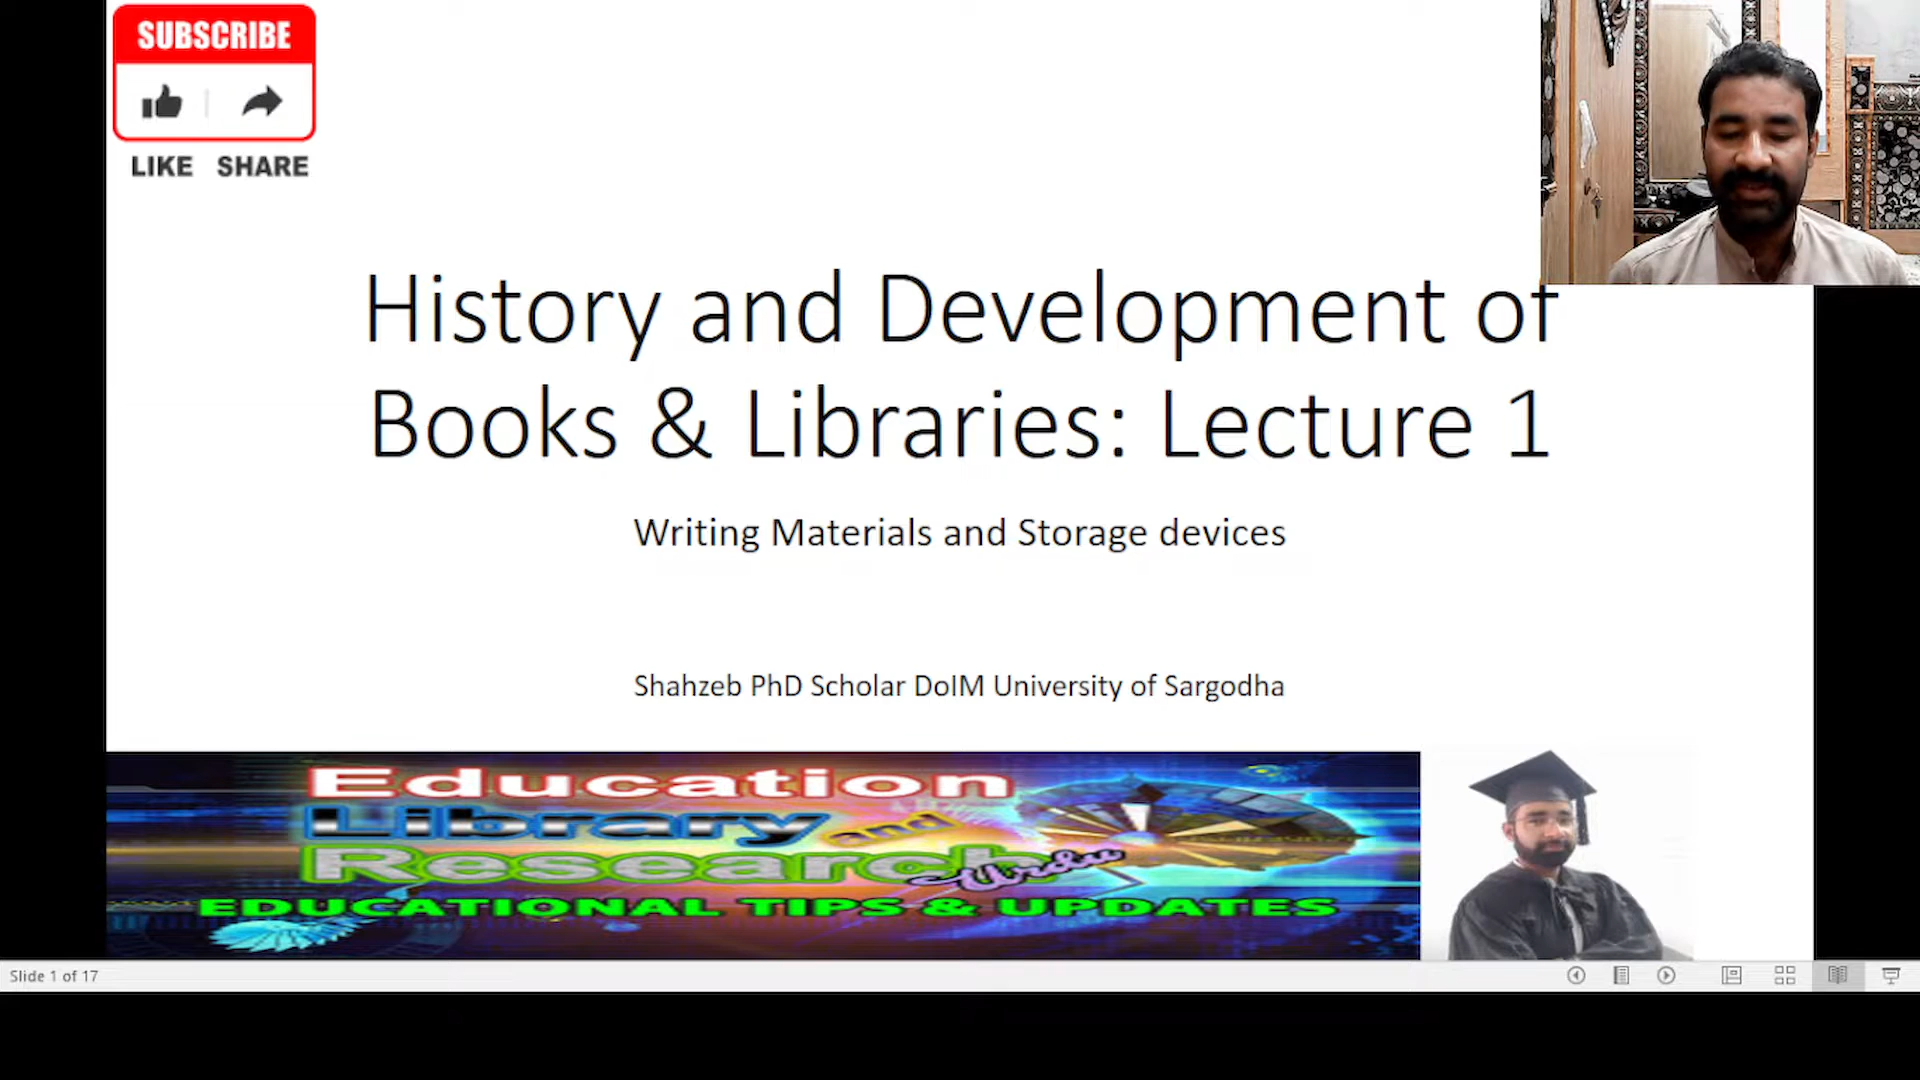 SUBSCRIBE
LIKE SHARE
History and Development of
Books & Libraries: Lecture 1
Writing Materials and Storage devices
Shahzeb PhD Scholar DoIM University of Sargodha
Education
Library and
Research Urdu
EDUCATIONAL TIPS & UPDATES
Slide 1 of 17